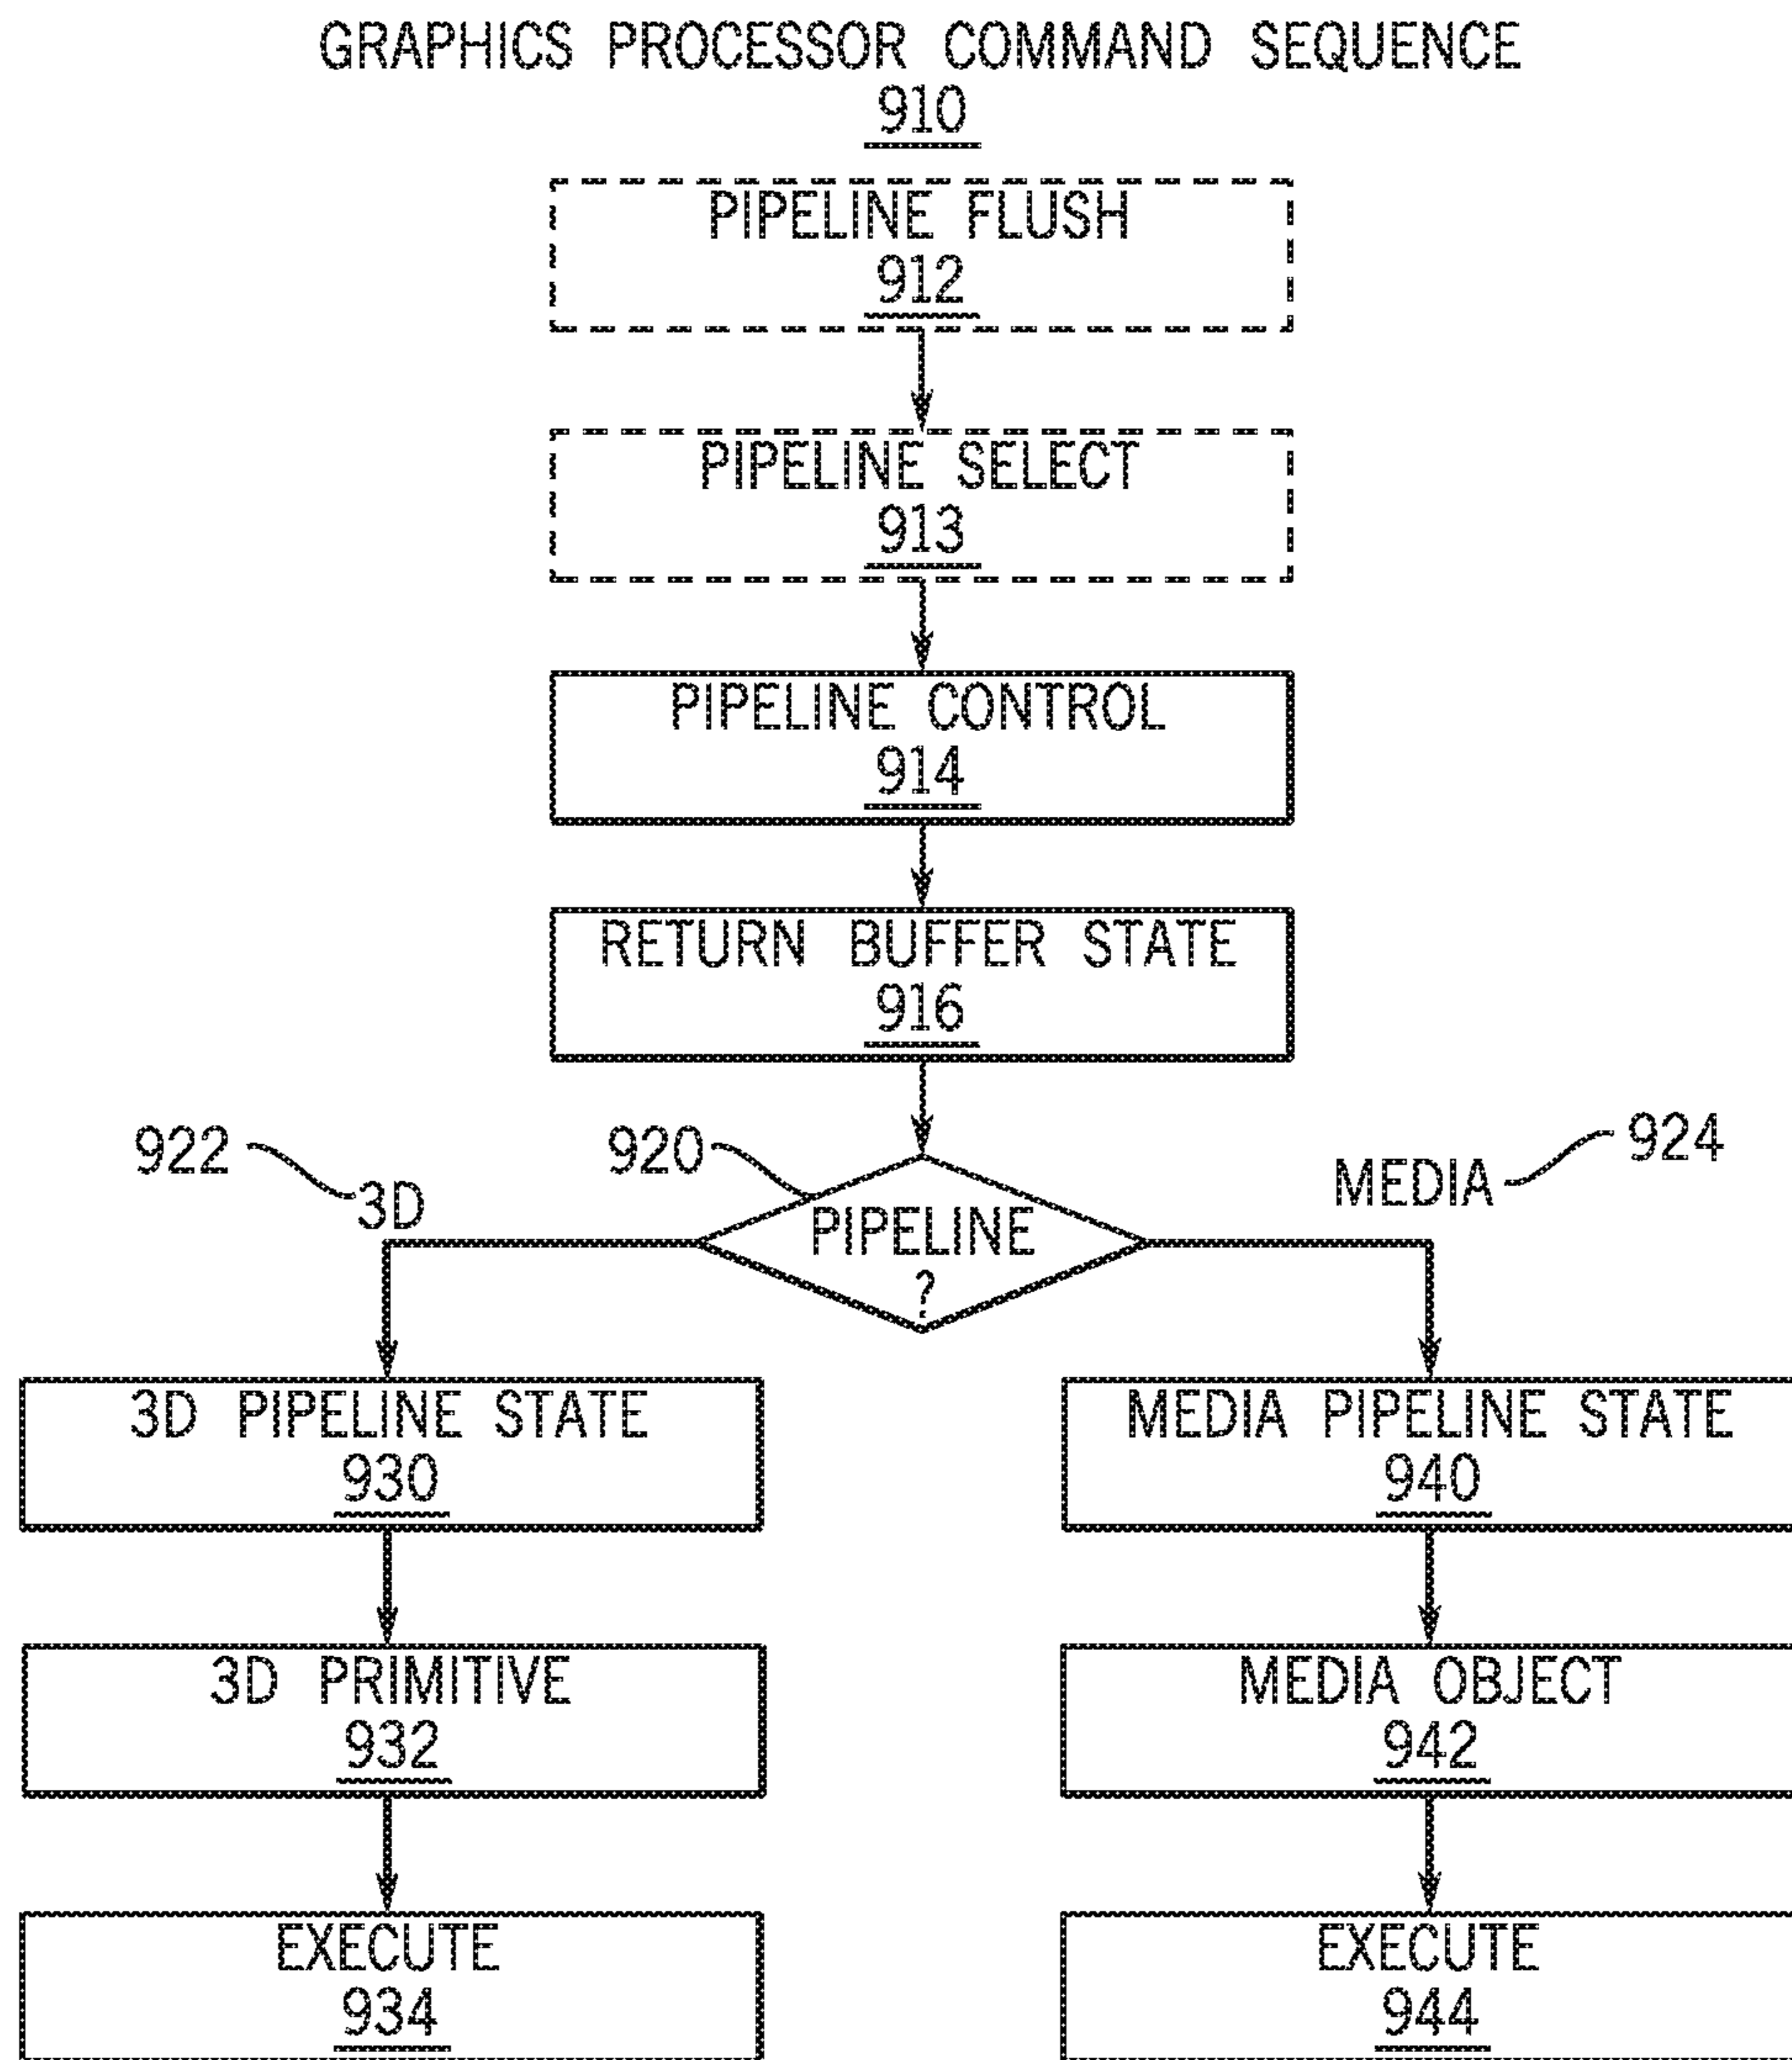 GRAPHICS PROCESSOR COMMAND SEQUENCE
910
PIPELINE FLUSH
912
PIPELINE SELECT
913
PIPELINE CONTROL
914
RETURN BUFFER STATE
916
922
3D
920
PIPELINE
?
MEDIA
924
3D PIPELINE STATE
930
3D PRIMITIVE
932
EXECUTE
934
MEDIA PIPELINE STATE
940
MEDIA OBJECT
942
EXECUTE
944